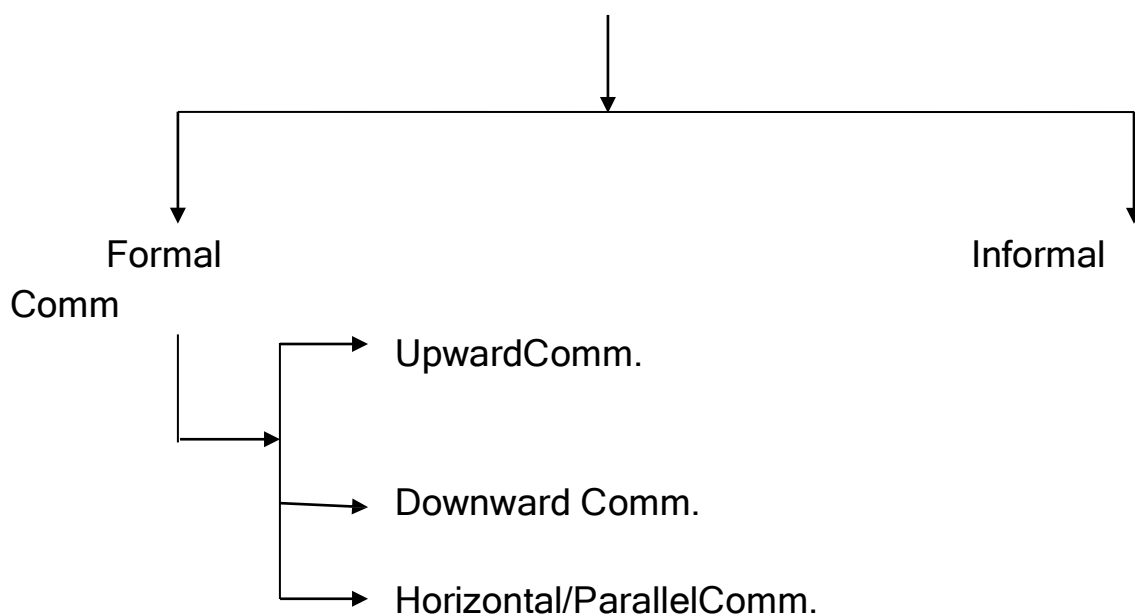 Formal Informal
Comm
UpwardComm.
Downward Comm.
Horizontal/ParallelComm.